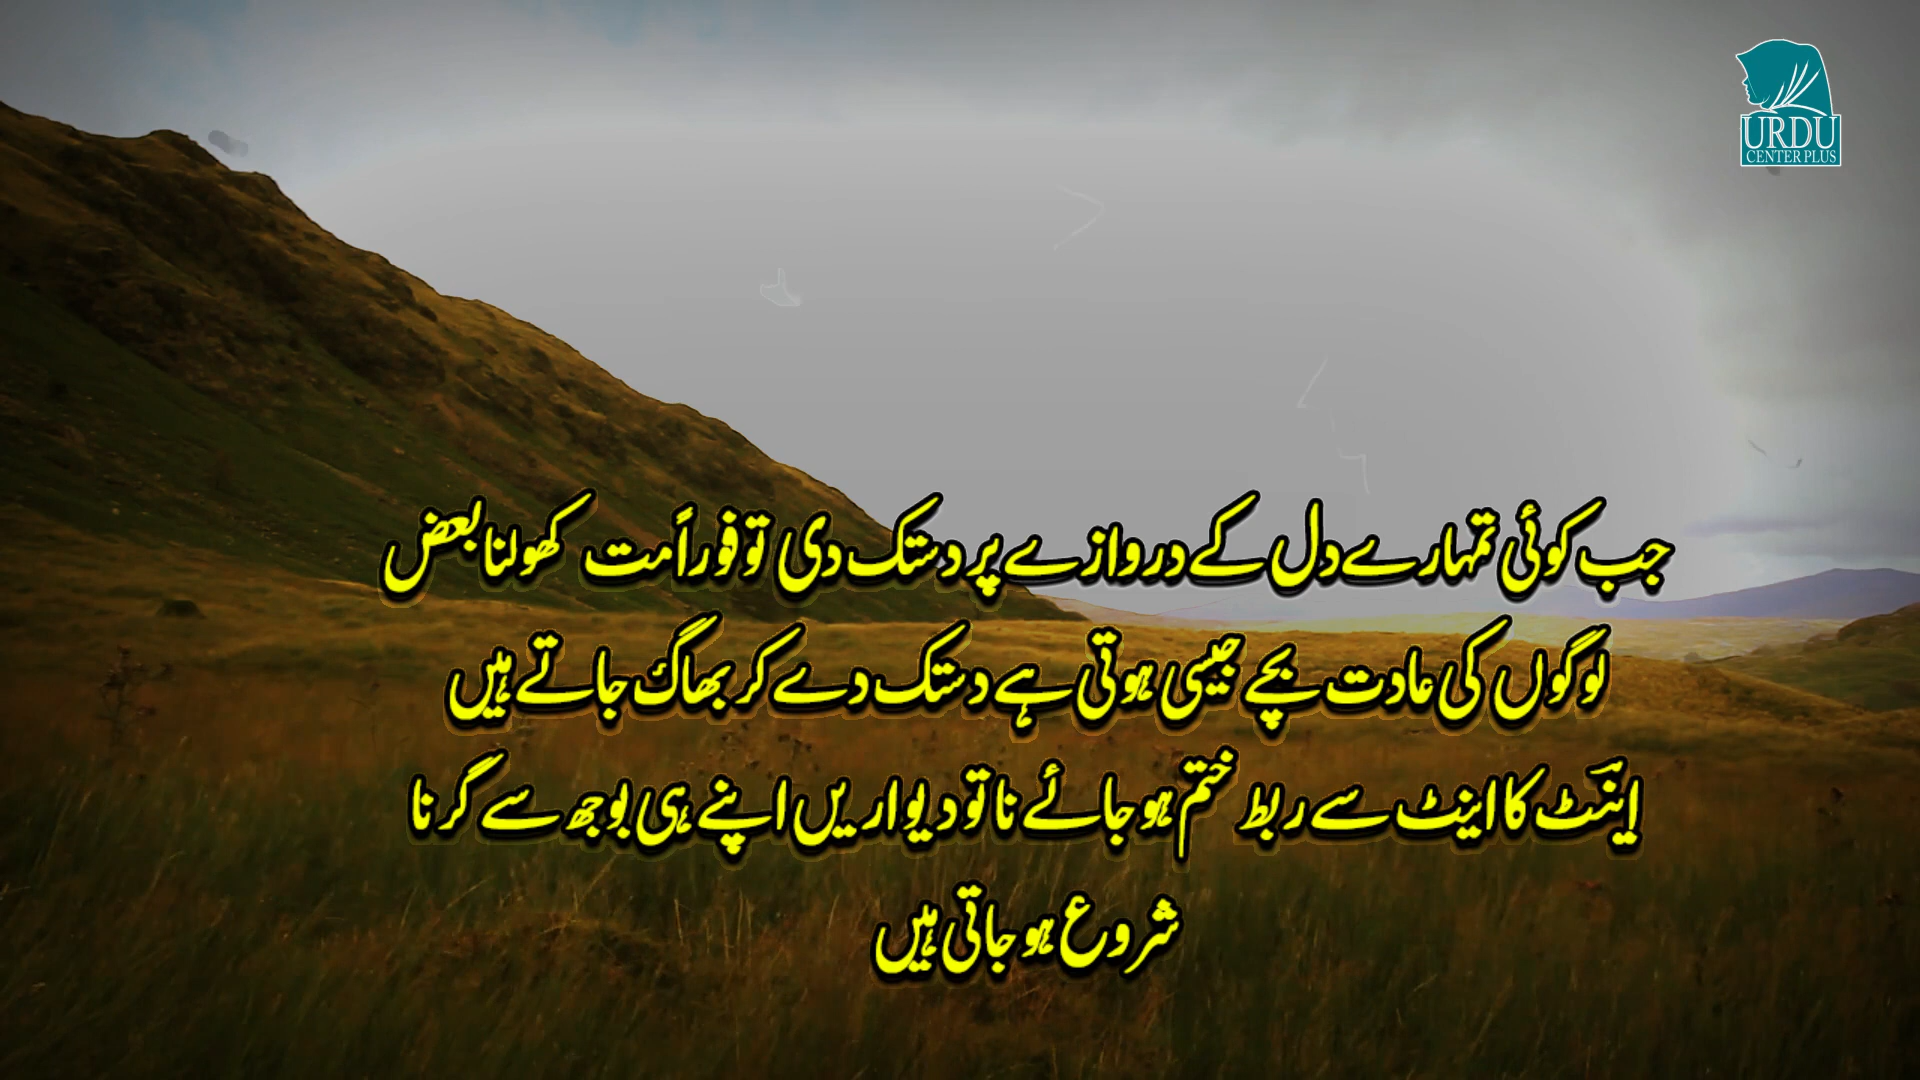 URDU
CENTER PLUS
جب کوئی تمہارے دل کے دروازے پر دستک دی تو فوراً مت کھولنا بعض
لوگوں کی عادت بچے جیسی ہوتی ہے دستک دے کر بھاگ جاتے ہیں
اینَٹ کا اینٹ سے ربط ختم ہو جائے نا تو دیواریں اپنے ہی بوجھ سے گرنا
شروع ہو جاتی ہیں